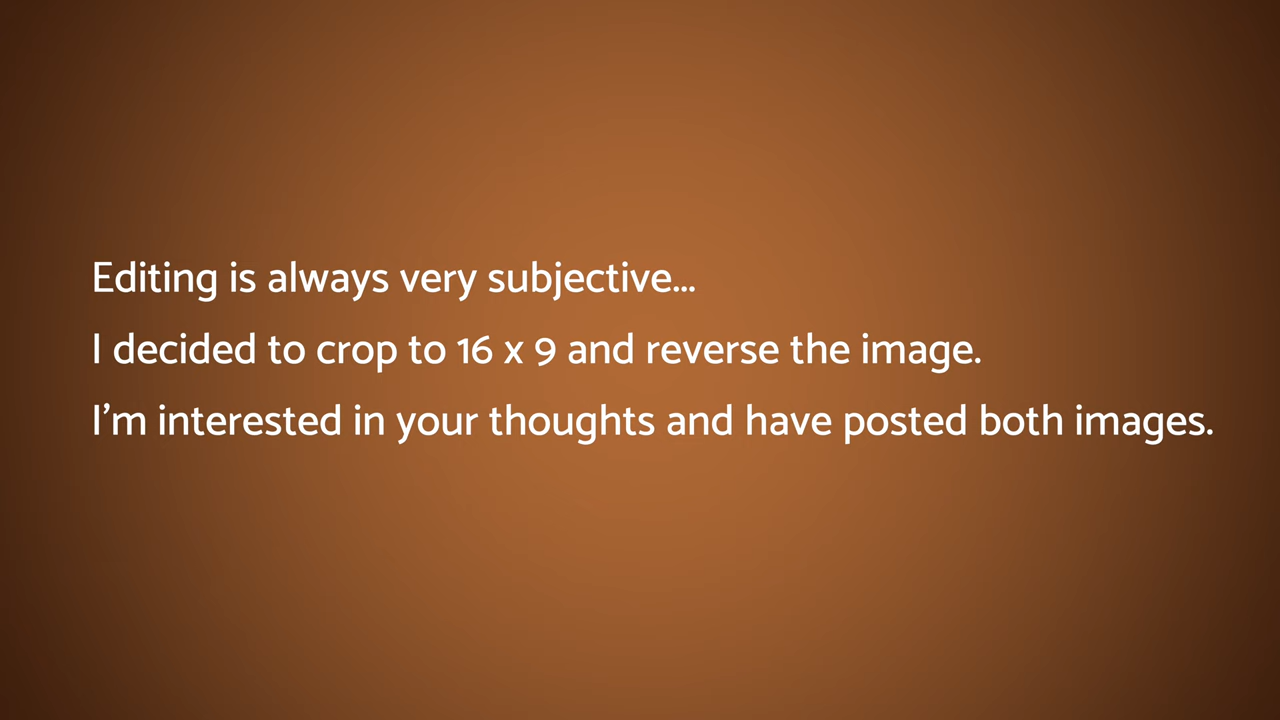 Editing is always very subjective...
I decided to crop to 16 x 9 and reverse the image.
I'm interested in your thoughts and have posted both images.